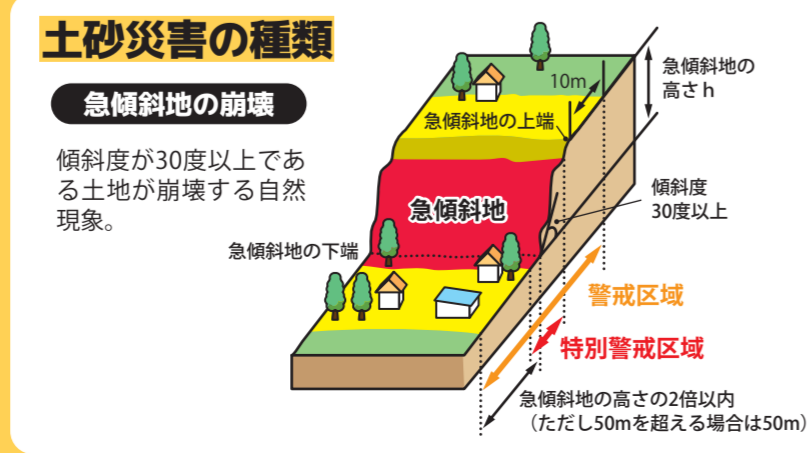 土砂災害の種類
急傾斜地の崩壊
傾斜度が30度以上であ
る土地が崩壊する自然
現象。
10m
急傾斜地の
高さh
急傾斜地の上端
急傾斜地
傾斜度
30度以上
急傾斜地の下端
警戒区域
特別警戒区域
急傾斜地の高さの2倍以内
（ただし50mを超える場合は50m）